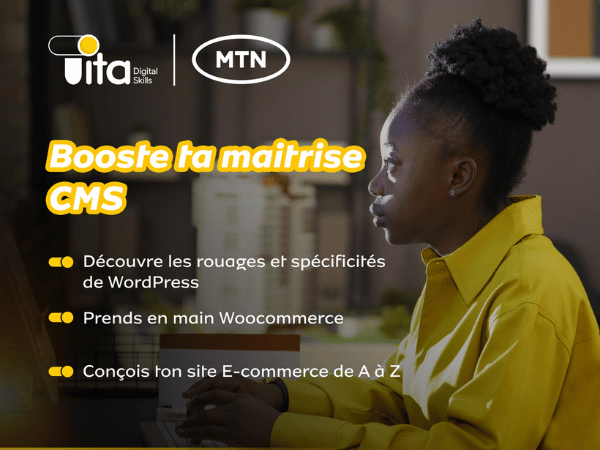 Uita
Digital
Skills
MTN
Booste ta maitrise
CMS
Découvre les rouages et spécificités
de WordPress
Prends en main Woocommerce
Conçois ton site E-commerce de A à Z